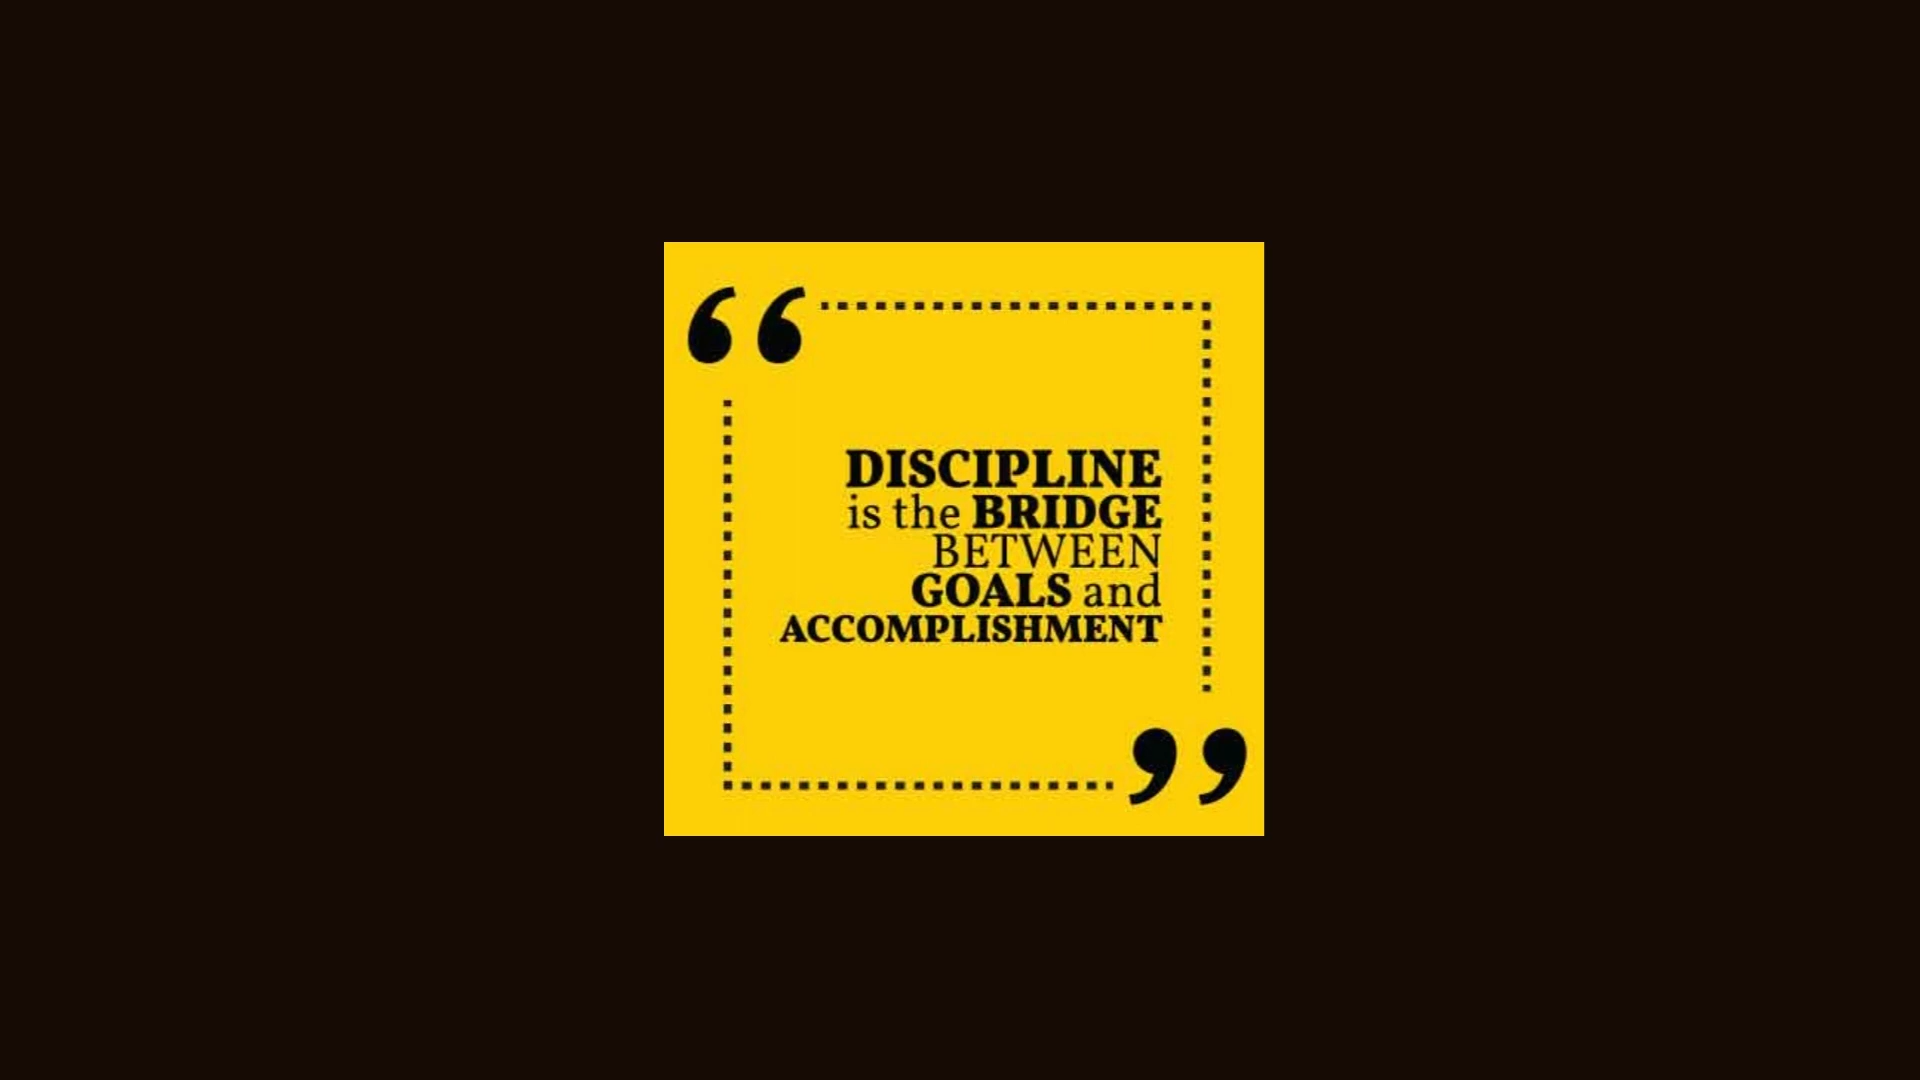 “
DISCIPLINE
is the BRIDGE
BETWEEN
GOALS and
ACCOMPLISHMENT
”